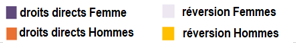 droits directs Femme
réversion Femmes
droits directs Hommes
réversion Hommes